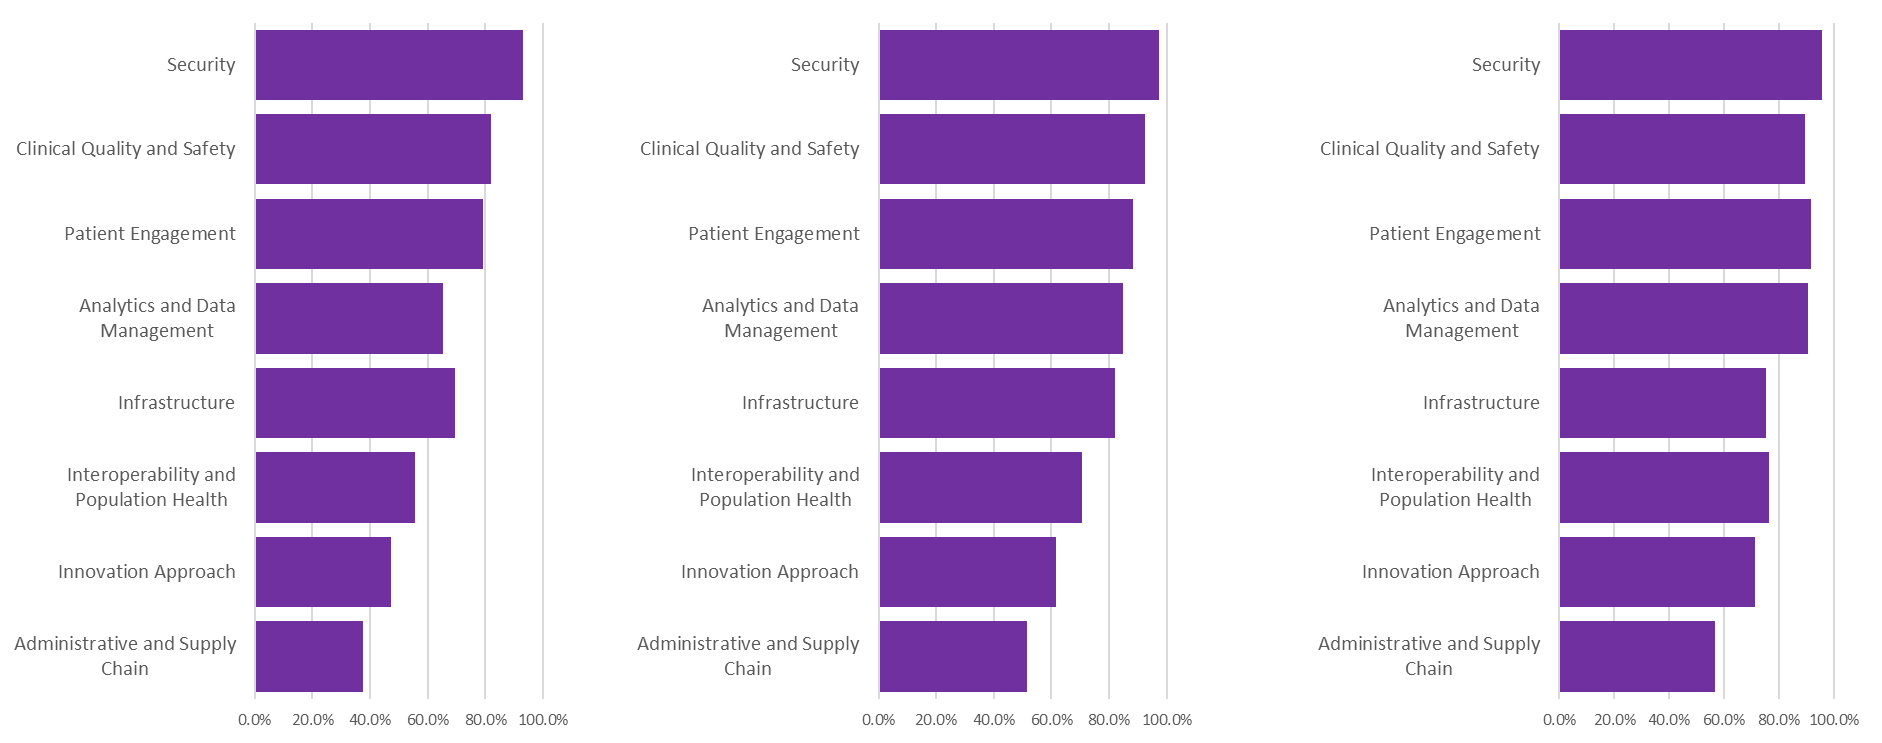 Security
Clinical Quality and Safety
Patient Engagement
Analytics and Data
Management
Infrastructure
Interoperability and
Population Health
Innovation Approach
Administrative and Supply
Chain
0.0% 20.0% 40.0% 60.0% 80.0% 100.0%
Security
Clinical Quality and Safety
Patient Engagement
Analytics and Data
Management
Infrastructure
Interoperability and
Population Health
Innovation Approach
Administrative and Supply
Chain
0.0% 20.0% 40.0% 60.0% 80.0% 100.0%
Security
Clinical Quality and Safety
Patient Engagement
Analytics and Data
Management
Infrastructure
Interoperability and
Population Health
Innovation Approach
Administrative and Supply
Chain
0.0% 20.0% 40.0% 60.0% 80.0% 100.0%